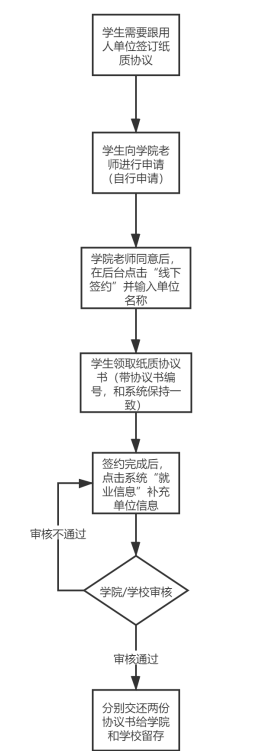 学生需要跟用
人单位签订纸
质协议
学生向学院老
师进行申请
（自行申请）
学院老师同意后，
在后台点击“线下
签约”并输入单位
名称
学生领取纸质协议
书（带协议书编
号，和系统保持一
致）
签约完成后，
点击系统“就
业信息”补充
单位信息
审核不通过
学院/学校审核
审核通过
分别交还两份
协议书给学院
和学校留存